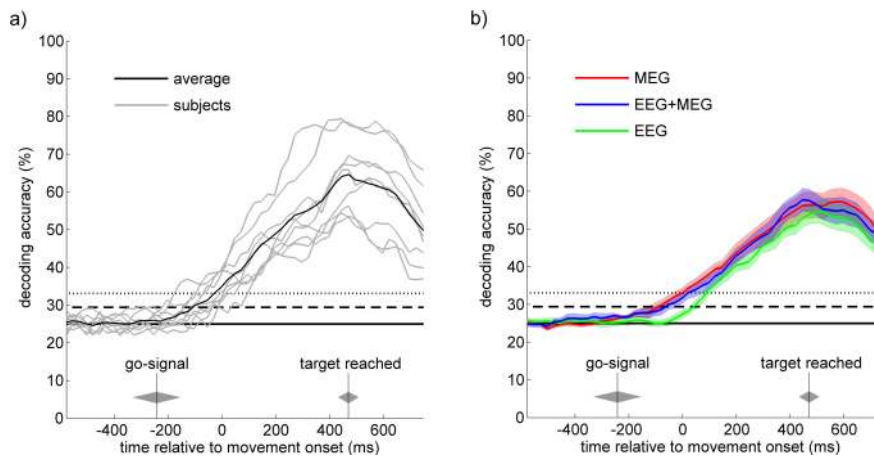 a)
100
90
80
70
60
50
40
30
20
10
0
decoding accuracy (%)
average
subjects
go-signal
target reached
-400 -200 0 200 400 600
time relative to movement onset (ms)
b)
100
90
80
70
60
50
40
30
20
10
0
decoding accuracy (%)
MEG
EEG+MEG
EEG
go-signal
target reached
-400 -200 0 200 400 600
time relative to movement onset (ms)